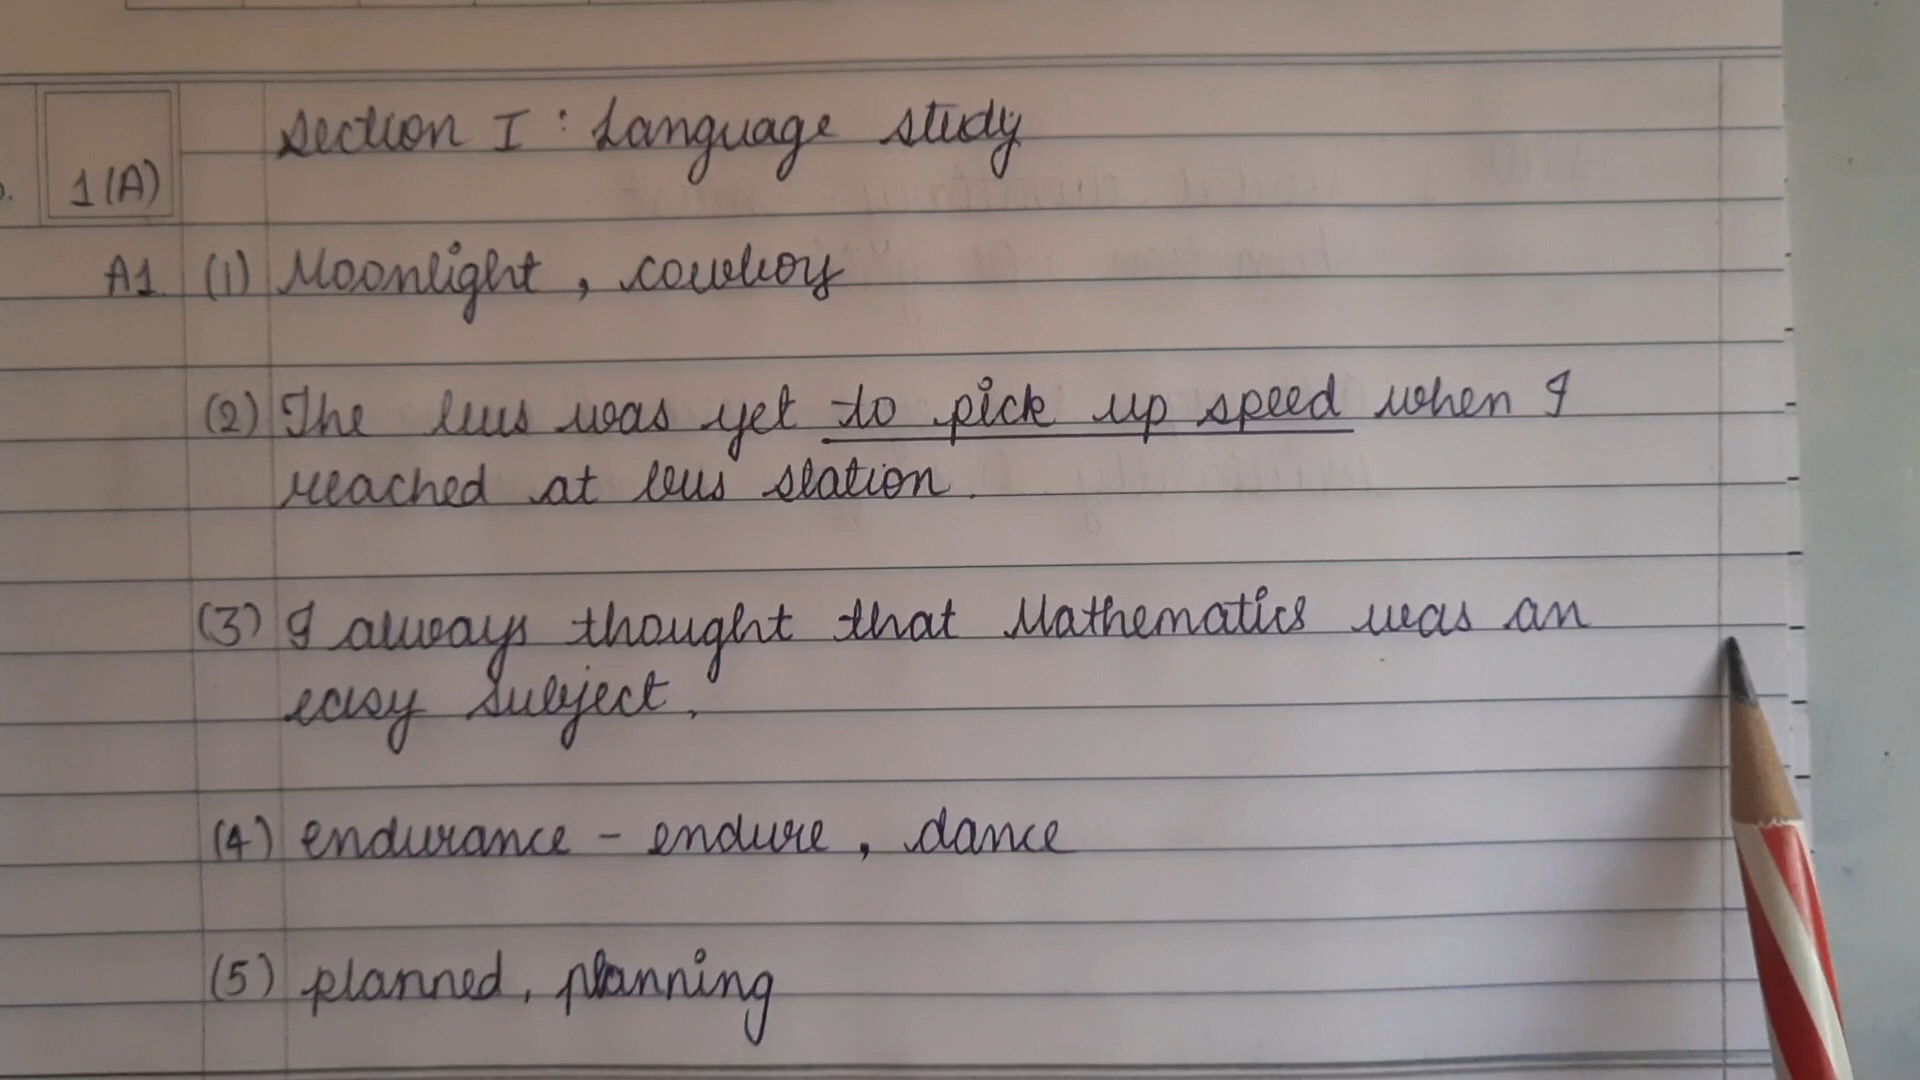 Section I : Language study
1(A)
A1 (1) Moonlight , cowboy
(2) The bus was yet to pick up speed when I
reached at bus station.
(3) I always thought that Mathematics was an
easy subject.
(4) endurance - endure , dance
(5) planned, planning